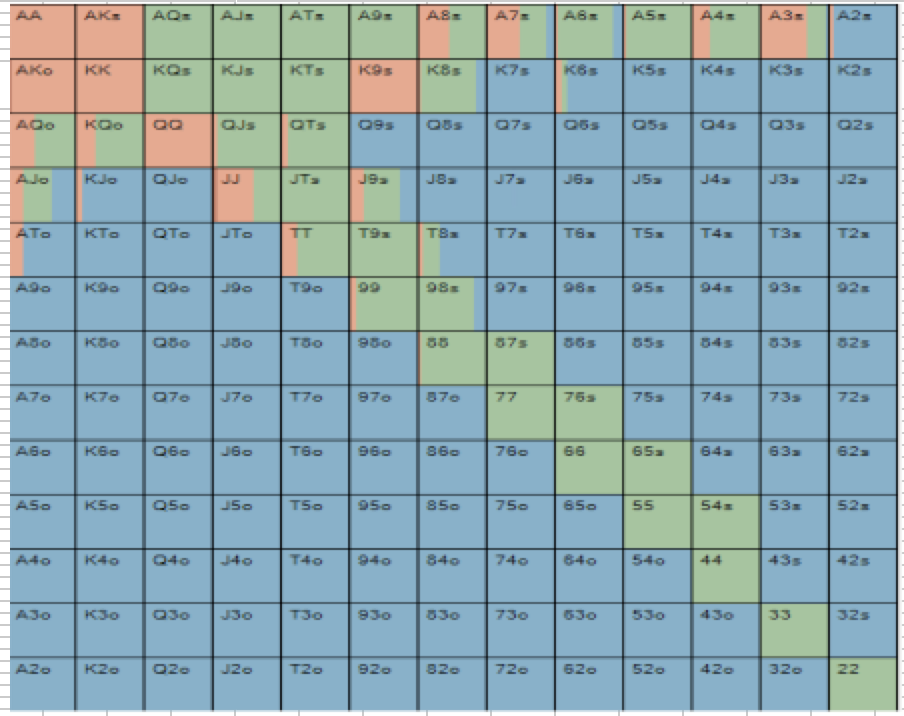 AA AKs AQs AJs ATs A9s A8s A7s A6s A5s A4s A3s A2s
AKo KK KQs KJs KTs K9s K8s K7s K6s K5s K4s K3s K2s
AQo KQo QQ QJs QTs Q9s Q8s Q7s Q6s Q5s Q4s Q3s Q2s
AJo KJo QJo JJ JTs J9s J8s J7s J6s J5s J4s J3s J2s
ATo KTo QTo JTo TT T9s T8s T7s T6s T5s T4s T3s T2s
A9o K9o Q9o J9o T9o 99 98s 97s 96s 95s 94s 93s 92s
A8o K8o Q8o J8o T8o 98o 88 87s 86s 85s 84s 83s 82s
A7o K7o Q7o J7o T7o 97o 87o 77 76s 75s 74s 73s 72s
A6o K6o Q6o J6o T6o 96o 86o 76o 66 65s 64s 63s 62s
A5o K5o Q5o J5o T5o 95o 85o 75o 65o 55 54s 53s 52s
A4o K4o Q4o J4o T4o 94o 84o 74o 64o 54o 44 43s 42s
A3o K3o Q3o J3o T3o 93o 83o 73o 63o 53o 43o 33 32s
A2o K2o Q2o J2o T2o 92o 82o 72o 62o 52o 42o 32o 22